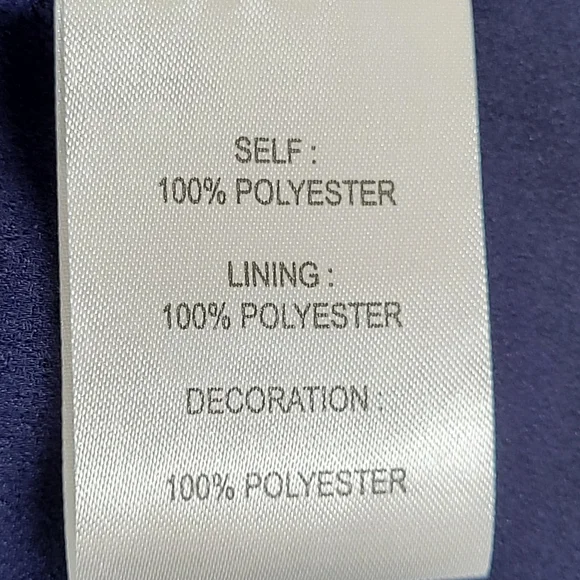 SELF :
100% POLYESTER
LINING :
100% POLYESTER
DECORATION :
100% POLYESTER